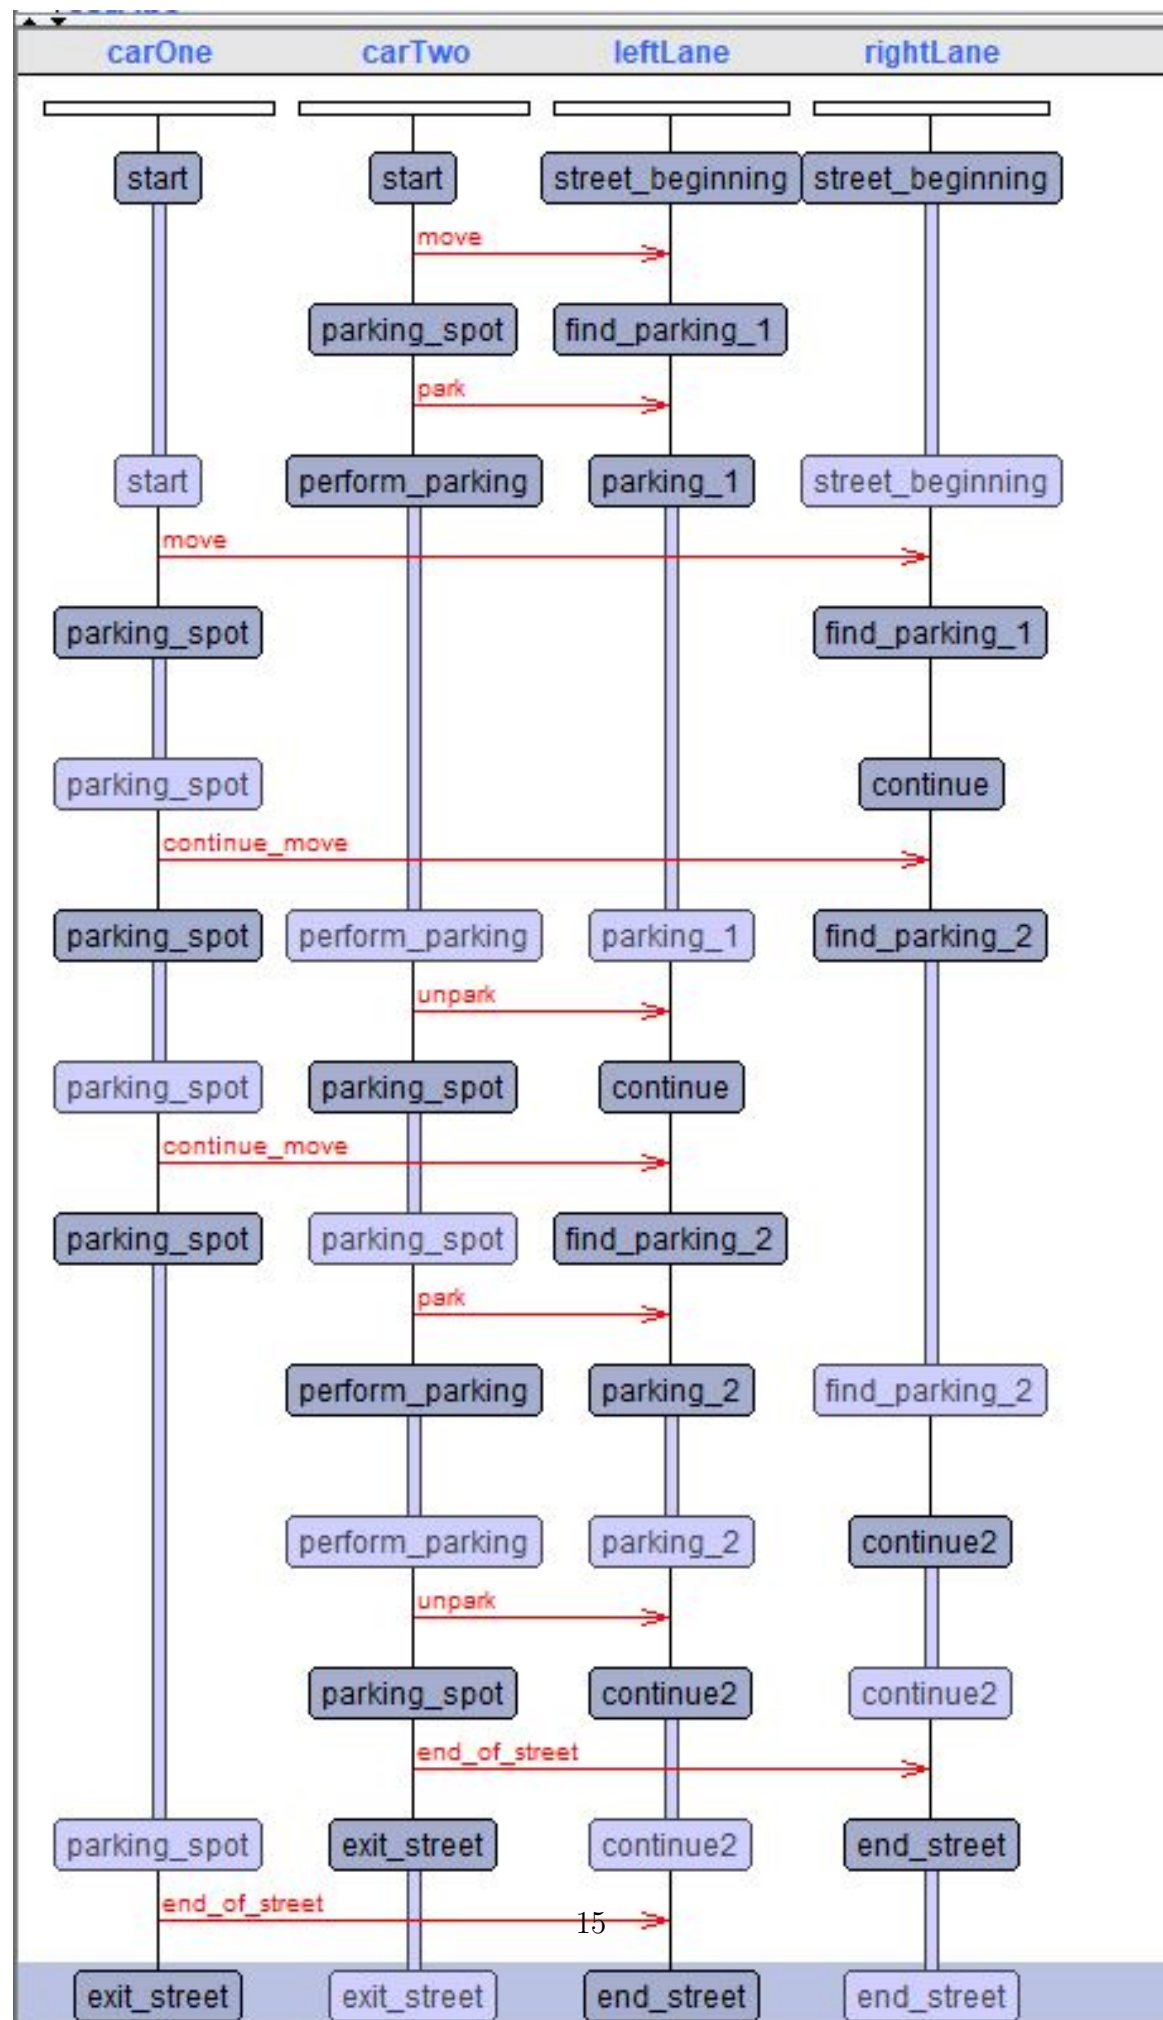 carOne carTwo leftLane rightLane
start start street_beginning street_beginning
move
parking_spot find_parking_1
park
start perform_parking parking_1 street_beginning
move
parking_spot find_parking_1
parking_spot continue
continue_move
parking_spot perform_parking parking_1 find_parking_2
unpark
parking_spot parking_spot continue
continue_move
parking_spot parking_spot find_parking_2
park
perform_parking parking_2 find_parking_2
perform_parking parking_2 continue2
unpark
parking_spot continue2 continue2
end_of_street
parking_spot exit_street continue2 end_street
end_of_street
15
exit_street exit_street end_street end_street